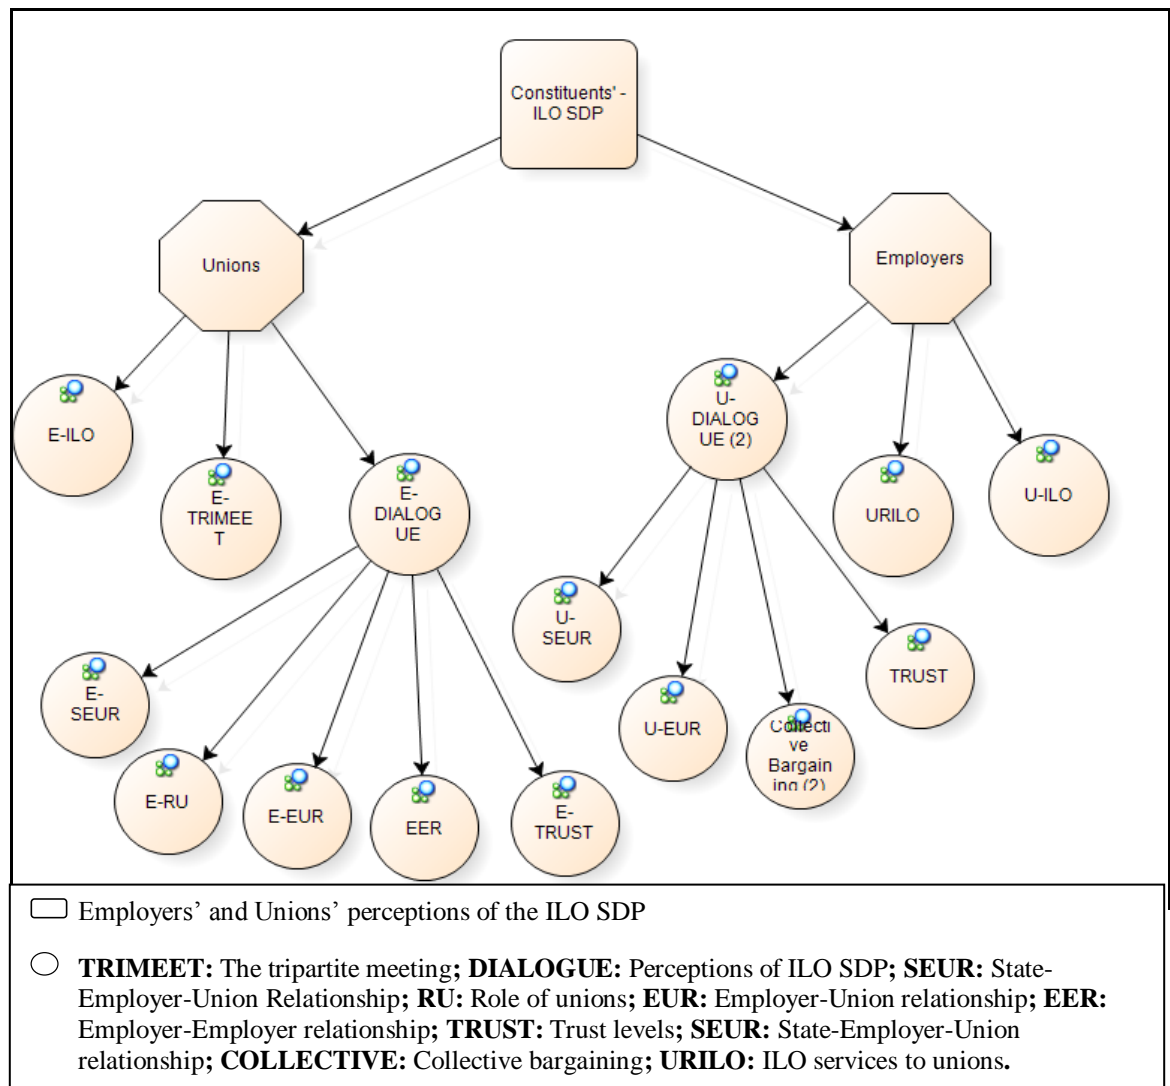 Constituents' -
ILO SDP
Unions
Employers
E-ILO
E-
TRIMEE
T
E-
DIALOG
UE
U-
DIALOG
UE (2)
URILO
U-ILO
E-
SEUR
E-RU
E-EUR
EER
E-
TRUST
U-
SEUR
U-EUR
Collecti
ve
Bargain
ing (2)
TRUST
Employers' and Unions' perceptions of the ILO SDP
TRIMEET: The tripartite meeting; DIALOGUE: Perceptions of ILO SDP; SEUR: State-
Employer-Union Relationship; RU: Role of unions; EUR: Employer-Union relationship; EER:
Employer-Employer relationship; TRUST: Trust levels; SEUR: State-Employer-Union
relationship; COLLECTIVE: Collective bargaining; URILO: ILO services to unions.